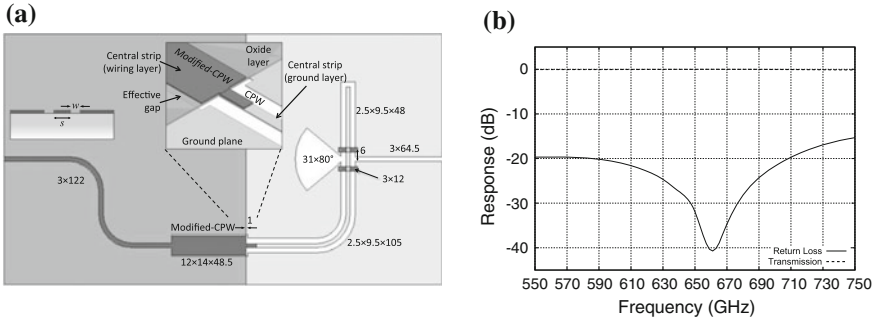 (a)
Central strip
(wiring layer)
Modified-CPW
Oxide
layer
Central strip
(ground layer)
CPW
Effective
gap
Ground plane
w
s
2.5×9.5×48
6
3×64.5
31×80°
3×12
3×122
Modified-CPW
1
12×14×48.5
2.5×9.5×105
(b)
Response (dB)
10
0
-10
-20
-30
-40
Return Loss
Transmission
550 570 590 610 630 650 670 690 710 730 750
Frequency (GHz)